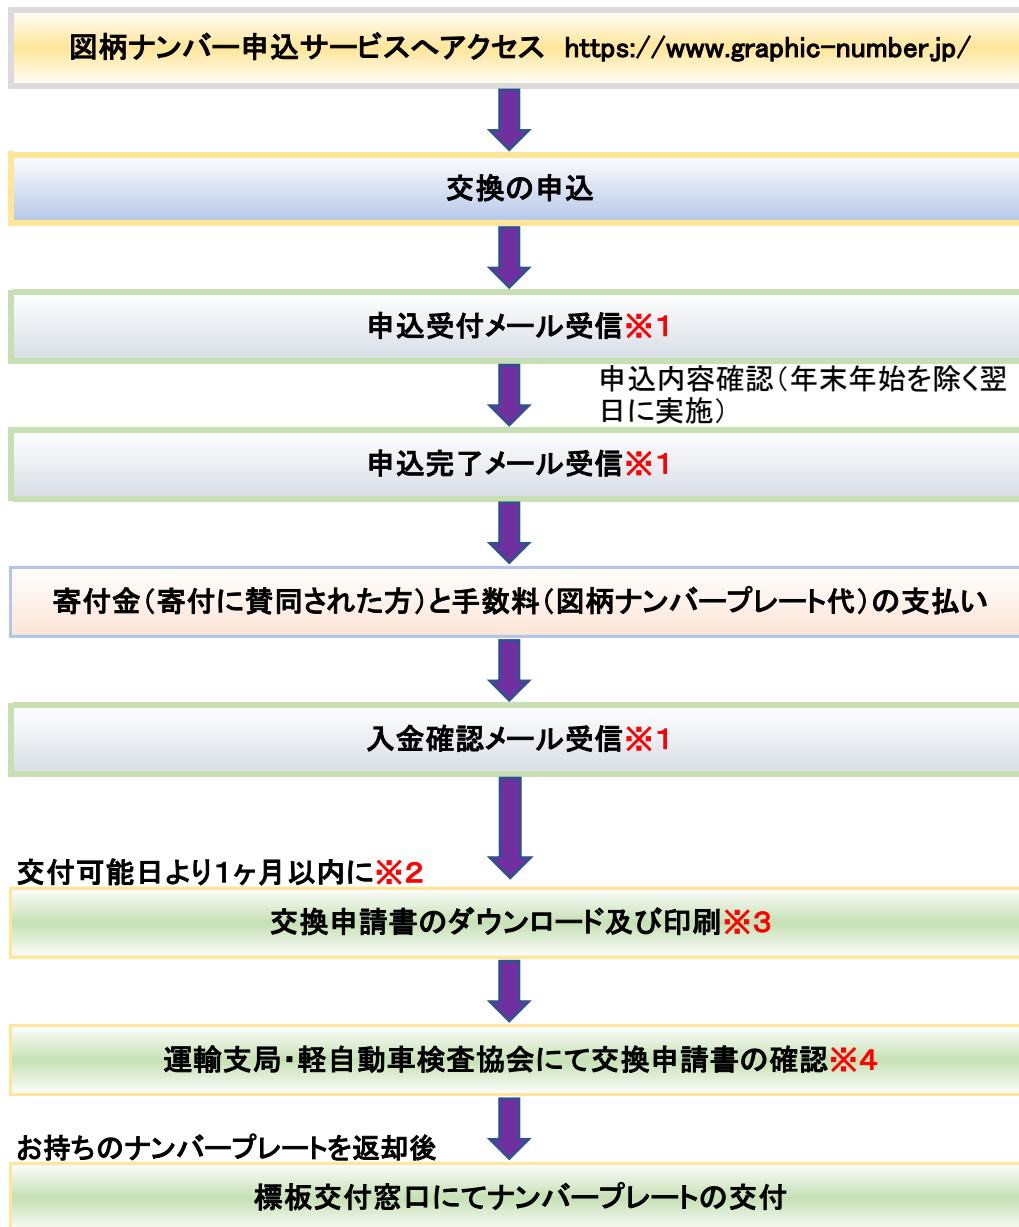 図柄ナンバー申込サービスへアクセス https://www.graphic-number.jp/
交換の申込
申込受付メール受信※1
申込内容確認（年末年始を除く翌
日に実施）
申込完了メール受信※1
寄付金（寄付に賛同された方）と手数料（図柄ナンバープレート代）の支払い
入金確認メール受信※1
交付可能日より1ヶ月以内に※2
交換申請書のダウンロード及び印刷※3
運輸支局・軽自動車検査協会にて交換申請書の確認※4
お持ちのナンバープレートを返却後
標板交付窓口にてナンバープレートの交付